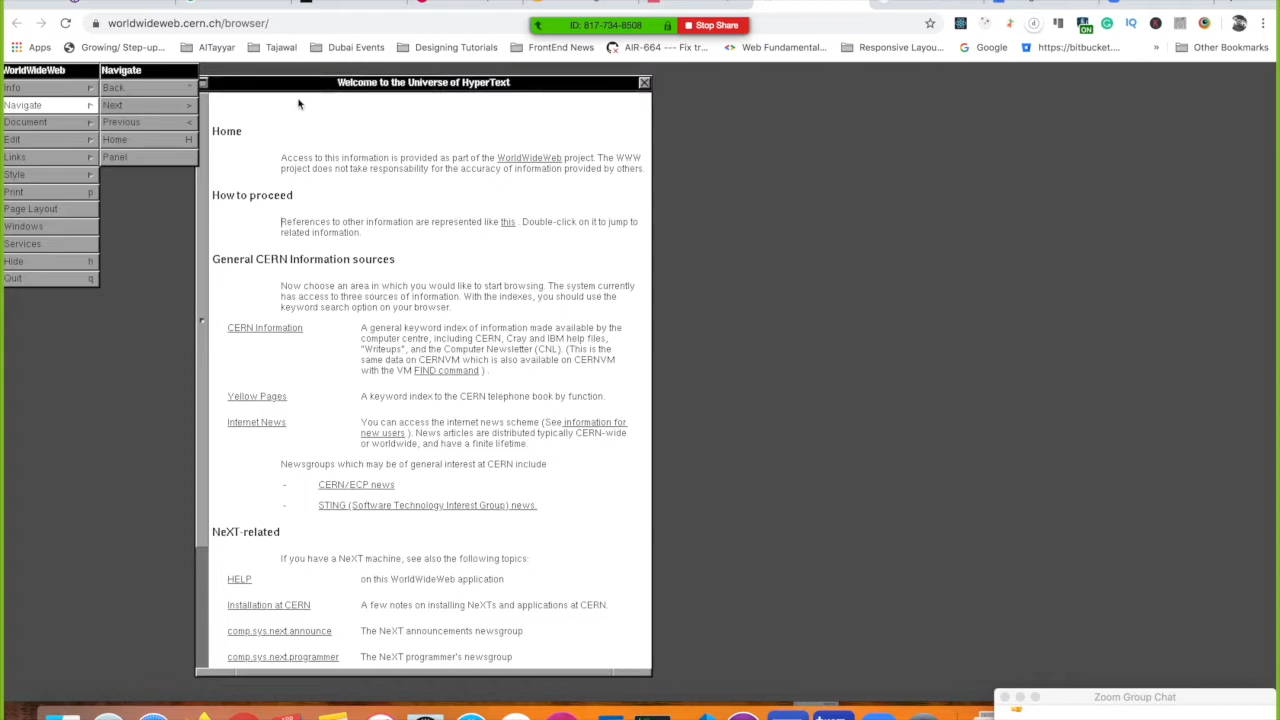 worldwideweb.cern.ch/browser/
ID: 817-734-8508
Stop Share
ON
Apps
Growing/ Step-up...
AlTayyar
Tajawal
Dubai Events
Designing Tutorials
FrontEnd News
AIR-664 --- Fix tr...
Web Fundamental...
Responsive Layou...
Google
https://bitbucket....
»
Other Bookmarks
WorldWideWeb
Info
Navigate
Document
Edit
Links
Style
Print p
Page Layout
Windows
Services
Hide h
Quit q
Navigate
Back
Next >
Previous <
Home H
Panel
Welcome to the Universe of HyperText
Home
Access to this information is provided as part of the WorldWideWeb project. The WWW
project does not take responsability for the accuracy of information provided by others.
How to proceed
References to other information are represented like this . Double-click on it to jump to
related information.
General CERN Information sources
Now choose an area in which you would like to start browsing. The system currently
has access to three sources of information. With the indexes, you should use the
keyword search option on your browser.
CERN Information
A general keyword index of information made available by the
computer centre, including CERN, Cray and IBM help files,
"Writeups", and the Computer Newsletter (CNL). (This is the
same data on CERNVM which is also available on CERNVM
with the VM FIND command ) .
Yellow Pages
A keyword index to the CERN telephone book by function.
Internet News
You can access the internet news scheme (See information for
new users ). News articles are distributed typically CERN-wide
or worldwide, and have a finite lifetime.
Newsgroups which may be of general interest at CERN include
- CERN/ECP news
- STING (Software Technology Interest Group) news.
NeXT-related
If you have a NeXT machine, see also the following topics:
HELP
on this WorldWideWeb application
Installation at CERN
A few notes on installing NeXTs and applications at CERN.
comp.sys.next.announce
The NeXT announcements newsgroup
comp.sys.next.programmer
The NeXT programmer's newsgroup
Zoom Group Chat